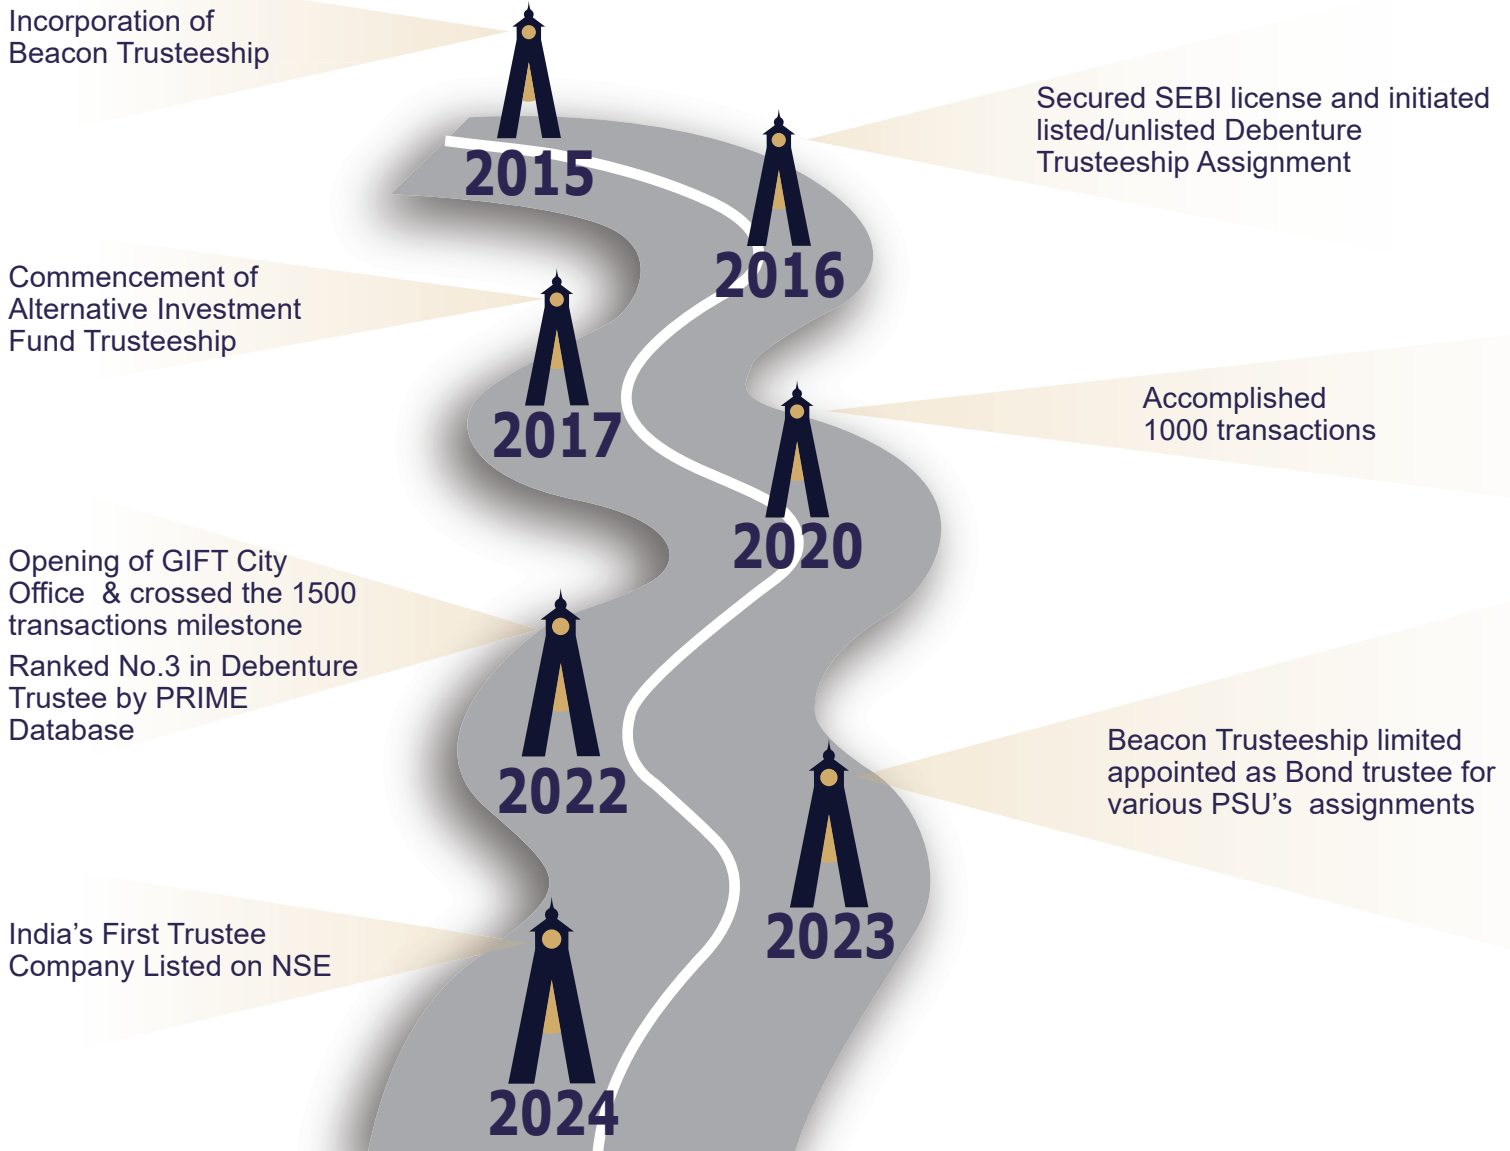 Incorporation of
Beacon Trusteeship
2015
Secured SEBI license and initiated
listed/unlisted Debenture
Trusteeship Assignment
2016
Commencement of
Alternative Investment
Fund Trusteeship
2017
Accomplished
1000 transactions
2020
Opening of GIFT City
Office & crossed the 1500
transactions milestone
Ranked No.3 in Debenture
Trustee by PRIME
Database
2022
Beacon Trusteeship limited
appointed as Bond trustee for
various PSU’s assignments
2023
India’s First Trustee
Company Listed on NSE
2024